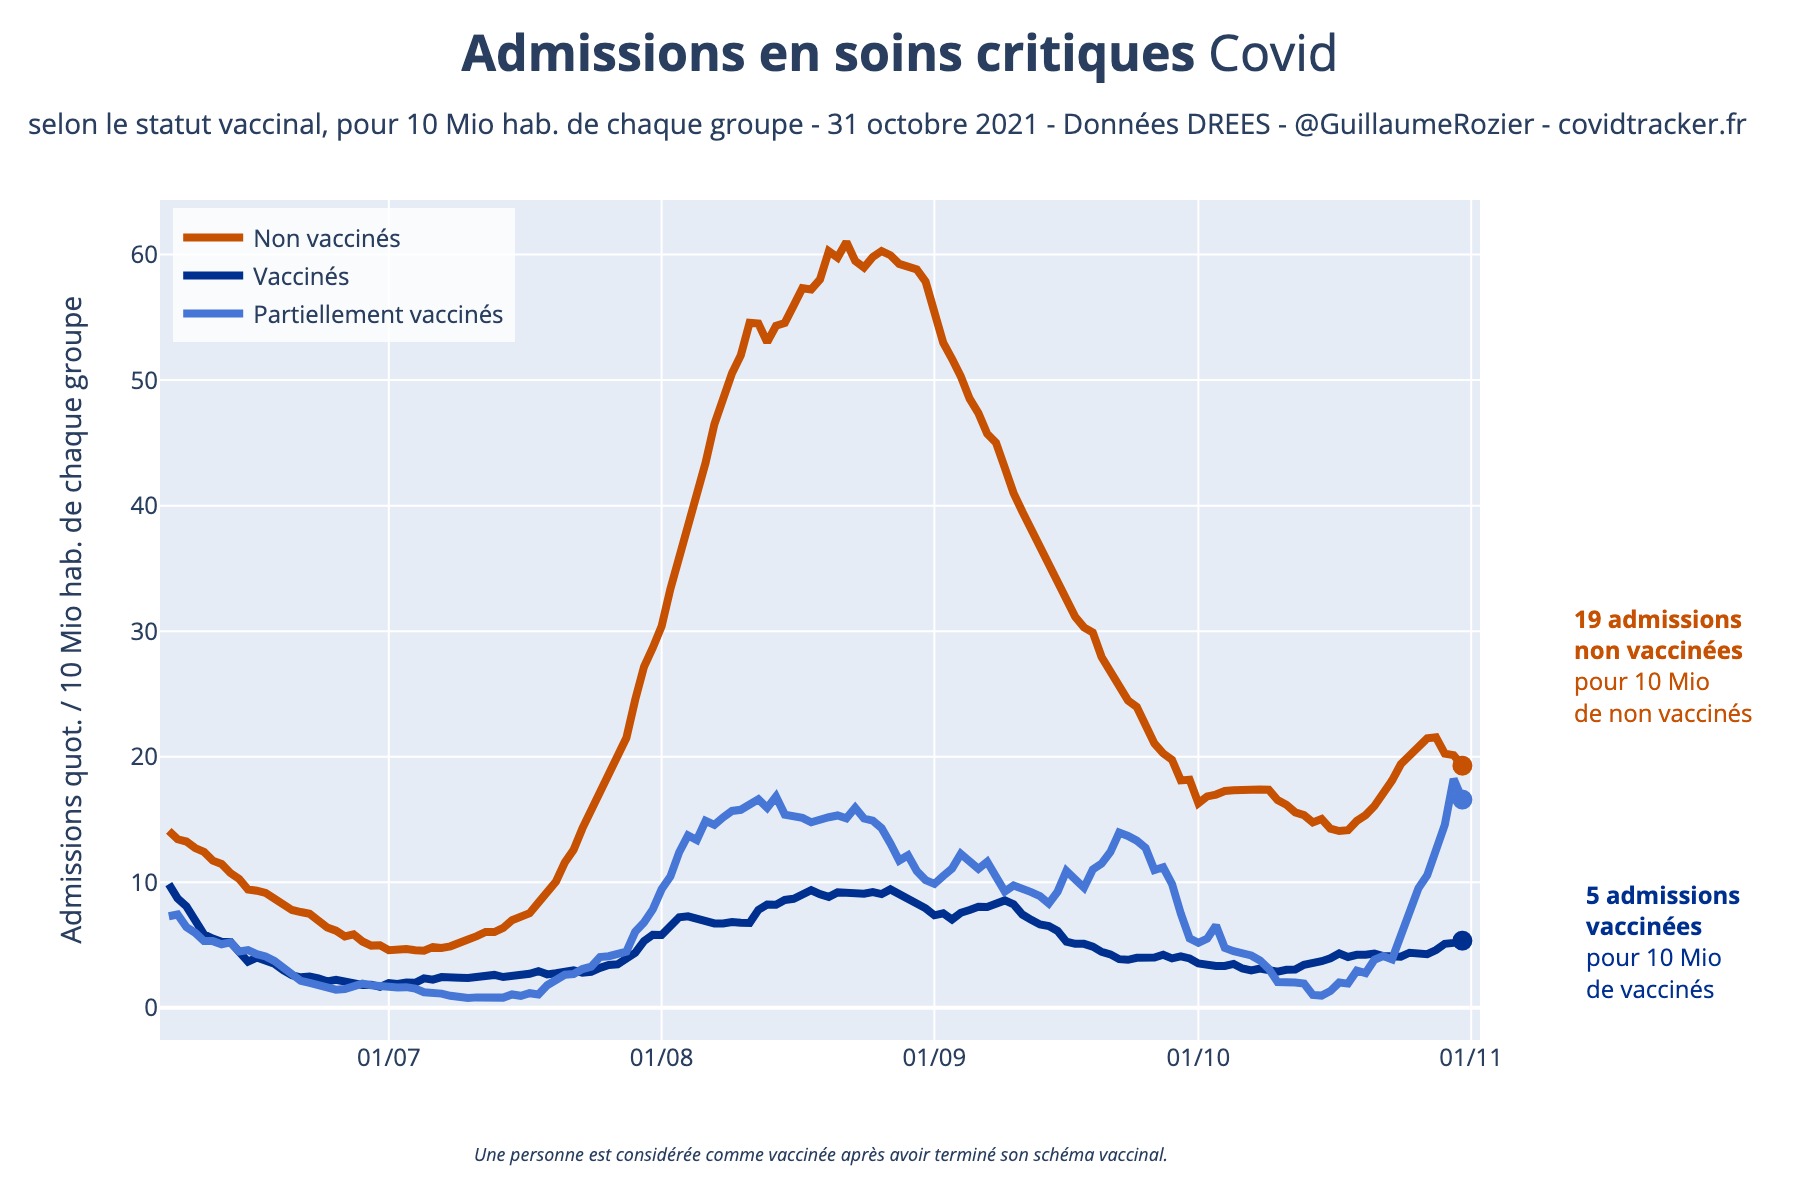 Admissions en soins critiques Covid
selon le statut vaccinal, pour 10 Mio hab. de chaque groupe - 31 octobre 2021 - Données DREES - @GuillaumeRozier - covidtracker.fr
Admissions quot. / 10 Mio hab. de chaque groupe
Non vaccinés
Vaccinés
Partiellement vaccinés
60
50
40
30
20
10
0
01/07
01/08
01/09
01/10
01/11
19 admissions
non vaccinées
pour 10 Mio
de non vaccinés
5 admissions
vaccinées
pour 10 Mio
de vaccinés
Une personne est considérée comme vaccinée après avoir terminé son schéma vaccinal.